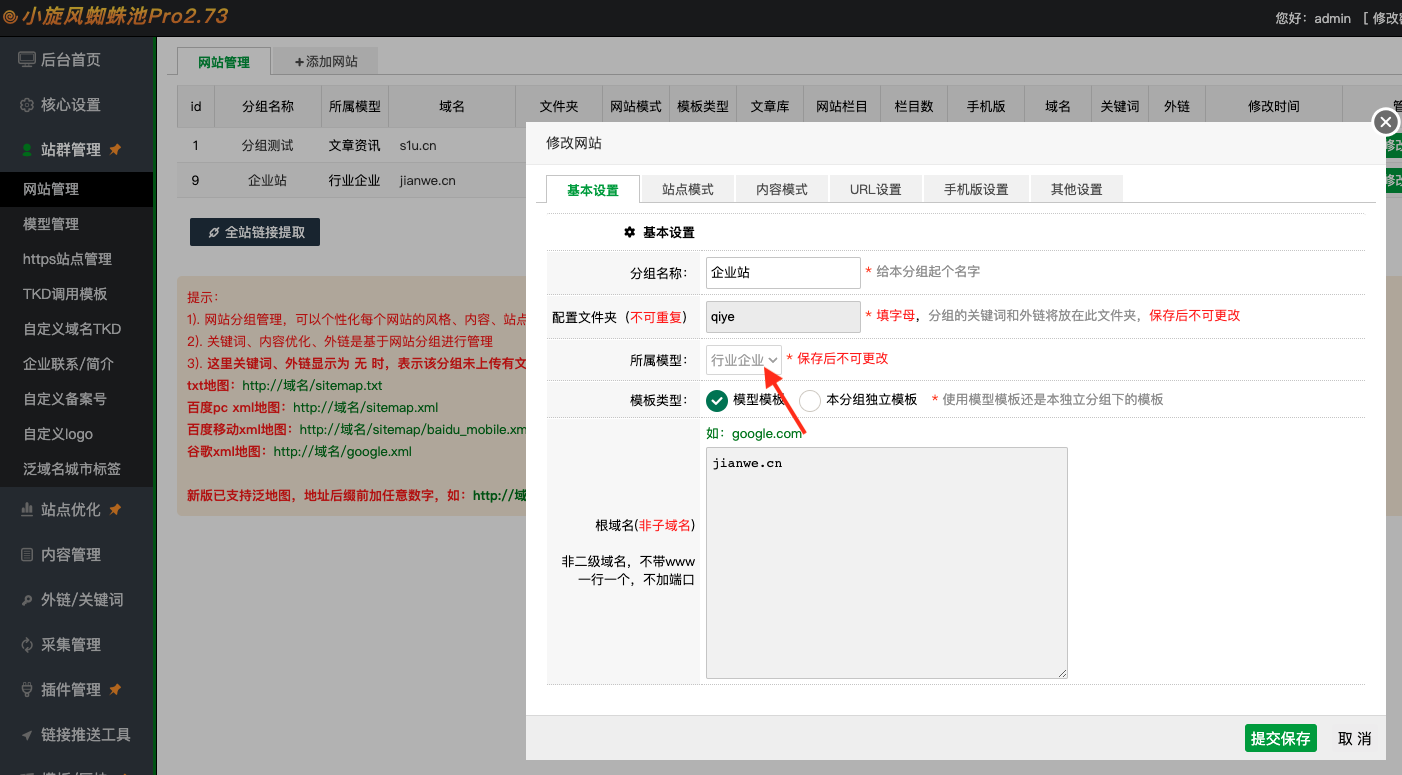 小旋风蜘蛛池Pro2.73
您好：admin [ 修改
后台首页
核心设置
站群管理
网站管理
模型管理
https站点管理
TKD调用模板
自定义域名TKD
企业联系/简介
自定义备案号
自定义logo
泛域名城市标签
站点优化
内容管理
外链/关键词
采集管理
插件管理
链接推送工具
网站管理 +添加网站
id 分组名称 所属模型 域名 文件夹 网站模式 模板类型 文章库 网站栏目 栏目数 手机版 域名 关键词 外链 修改时间
1 分组测试 文章资讯 s1u.cn
9 企业站 行业企业 jianwe.cn
全站链接提取
提示：
1). 网站分组管理，可以个性化每个网站的风格、内容、站点
2). 关键词、内容优化、外链是基于网站分组进行管理
3). 这里关键词、外链显示为 无 时，表示该分组未上传有文
txt地图：http://域名/sitemap.txt
百度pc xml地图：http://域名/sitemap.xml
百度移动xml地图：http://域名/sitemap/baidu_mobile.xm
谷歌xml地图：http://域名/google.xml
新版已支持泛地图，地址后缀前加任意数字，如：http://域
修改网站
基本设置 站点模式 内容模式 URL设置 手机版设置 其他设置
基本设置
分组名称： 企业站 * 给本分组起个名字
配置文件夹（不可重复） qiye * 填字母，分组的关键词和外链将放在此文件夹，保存后不可更改
所属模型： 行业企业 * 保存后不可更改
模板类型： 模型模板 本分组独立模板 * 使用模型模板还是本独立分组下的模板
如：google.com
jianwe.cn
根域名(非子域名)
非二级域名，不带www
一行一个，不加端口
提交保存 取 消